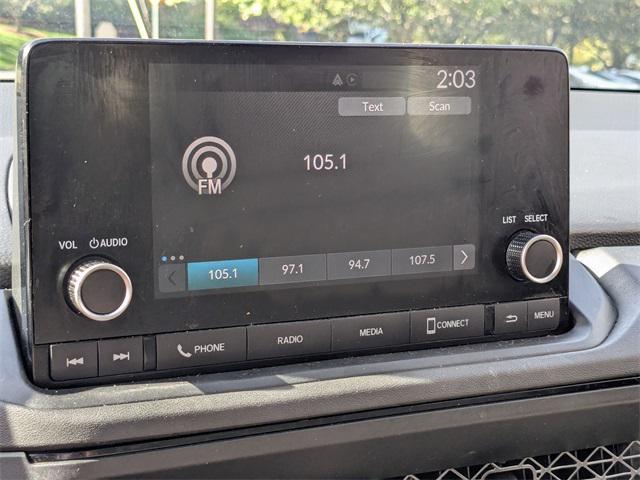 2:03
Text Scan
FM
105.1
VOL AUDIO
LIST SELECT
105.1 97.1 94.7 107.5
PHONE RADIO MEDIA CONNECT MENU